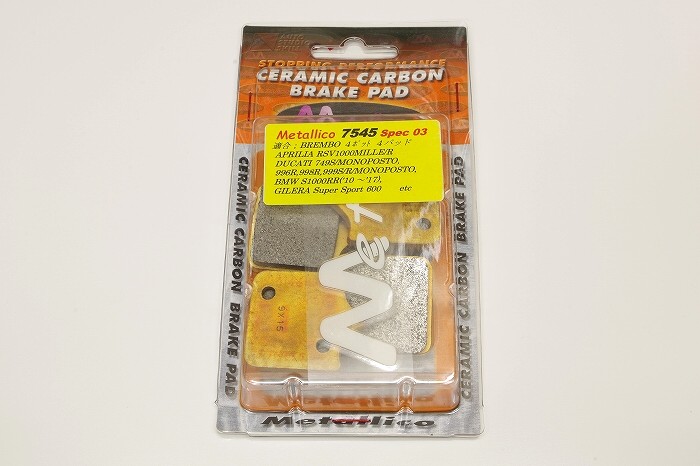 STOPPING PERFORMANCE
CERAMIC CARBON
BRAKE PAD
Metallico 7545 Spec 03
適合：BREMBO 4ポット 4パッド
APRILIA RSV1000MILLE/R
DUCATI 749S/MONOPOSTO,
996R,998R,999S/R/MONOPOSTO,
BMW S1000RR('10～'17),
GILERA Super Sport 600 etc
CERAMIC CARBON BRAKE PAD
CERAMIC CARBON BRAKE PAD
Met
Metallico